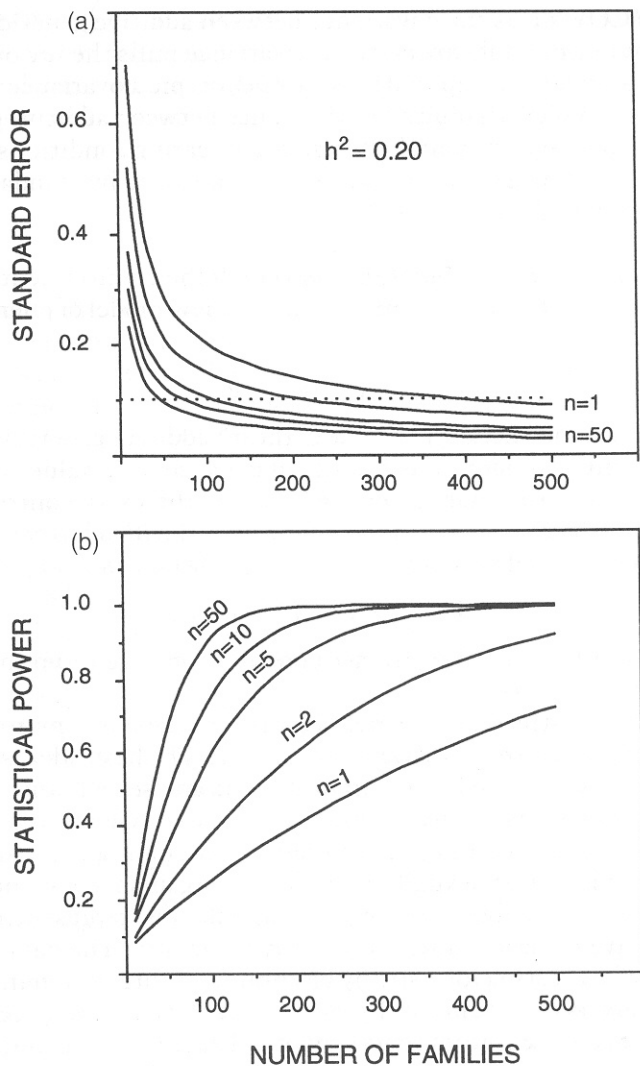 (a)
STANDARD ERROR
0.6
0.4
0.2
h² = 0.20
n=1
n=50
100 200 300 400 500
(b)
STATISTICAL POWER
1.0
0.8
0.6
0.4
0.2
n=50
n=10
n=5
n=2
n=1
100 200 300 400 500
NUMBER OF FAMILIES